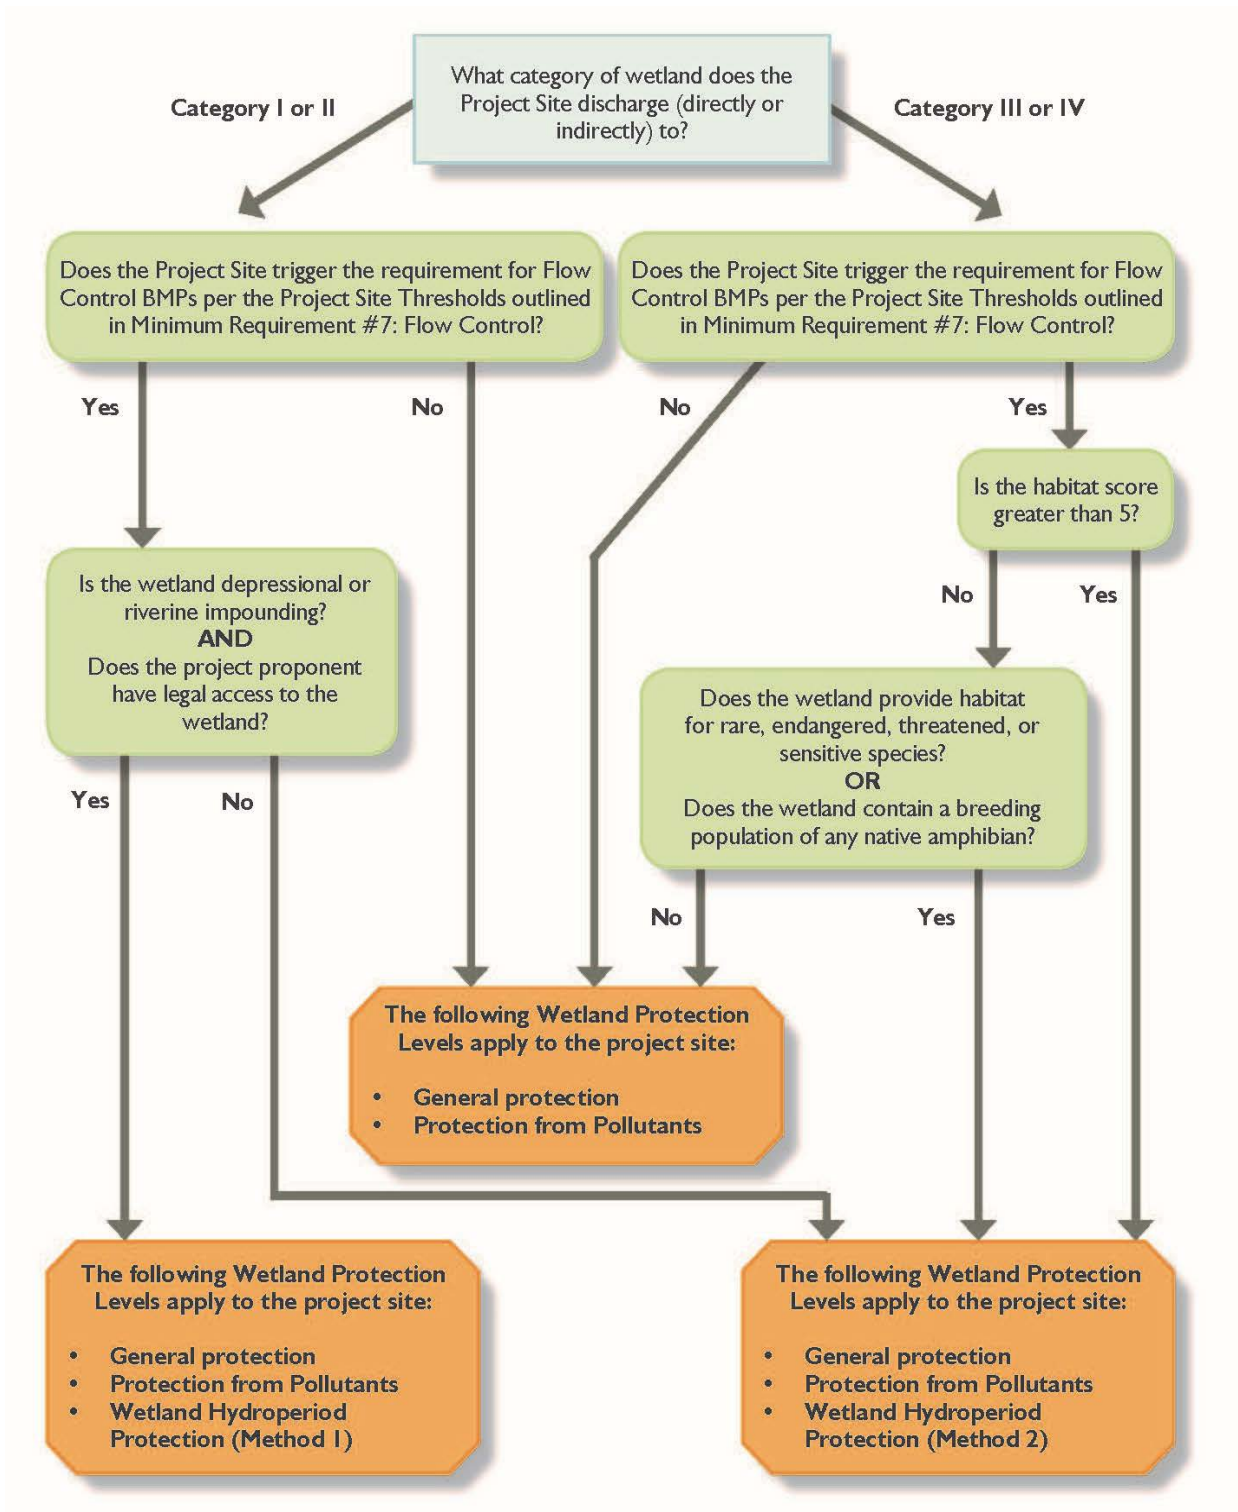 What category of wetland does the
Project Site discharge (directly or
indirectly) to?
Category I or II
Category III or IV
Does the Project Site trigger the requirement for Flow
Control BMPs per the Project Site Thresholds outlined
in Minimum Requirement #7: Flow Control?
Does the Project Site trigger the requirement for Flow
Control BMPs per the Project Site Thresholds outlined
in Minimum Requirement #7: Flow Control?
Yes
No
No
Yes
Is the habitat score
greater than 5?
Is the wetland depressional or
riverine impounding?
AND
Does the project proponent
have legal access to the
wetland?
No
Yes
Does the wetland provide habitat
for rare, endangered, threatened, or
sensitive species?
OR
Does the wetland contain a breeding
population of any native amphibian?
Yes
No
No
Yes
The following Wetland Protection
Levels apply to the project site:
• General protection
• Protection from Pollutants
The following Wetland Protection
Levels apply to the project site:
• General protection
• Protection from Pollutants
• Wetland Hydroperiod
Protection (Method 1)
The following Wetland Protection
Levels apply to the project site:
• General protection
• Protection from Pollutants
• Wetland Hydroperiod
Protection (Method 2)